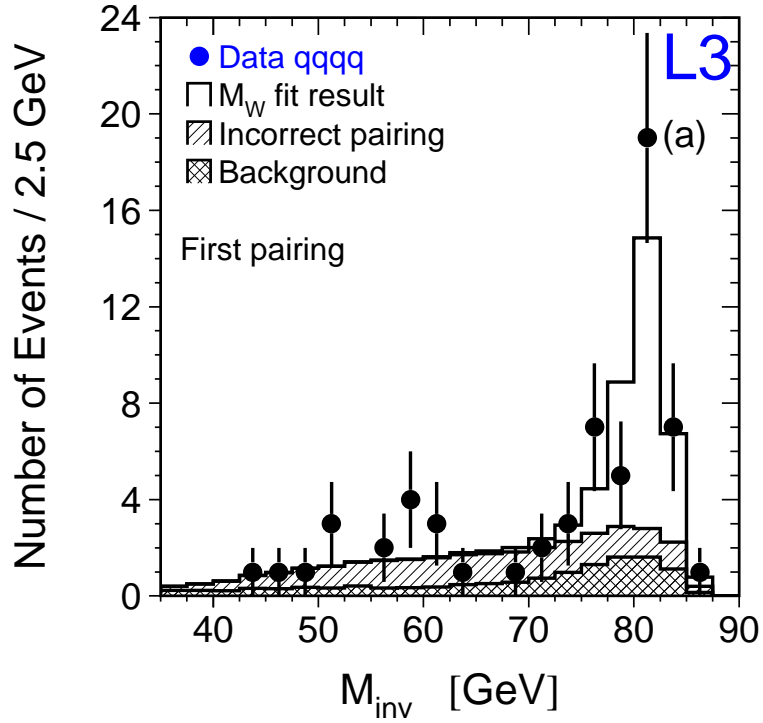 24
20
16
12
8
4
0
Number of Events / 2.5 GeV
Data qqqq
M_W fit result
Incorrect pairing
Background
First pairing
L3
(a)
40 50 60 70 80 90
M_inv [GeV]